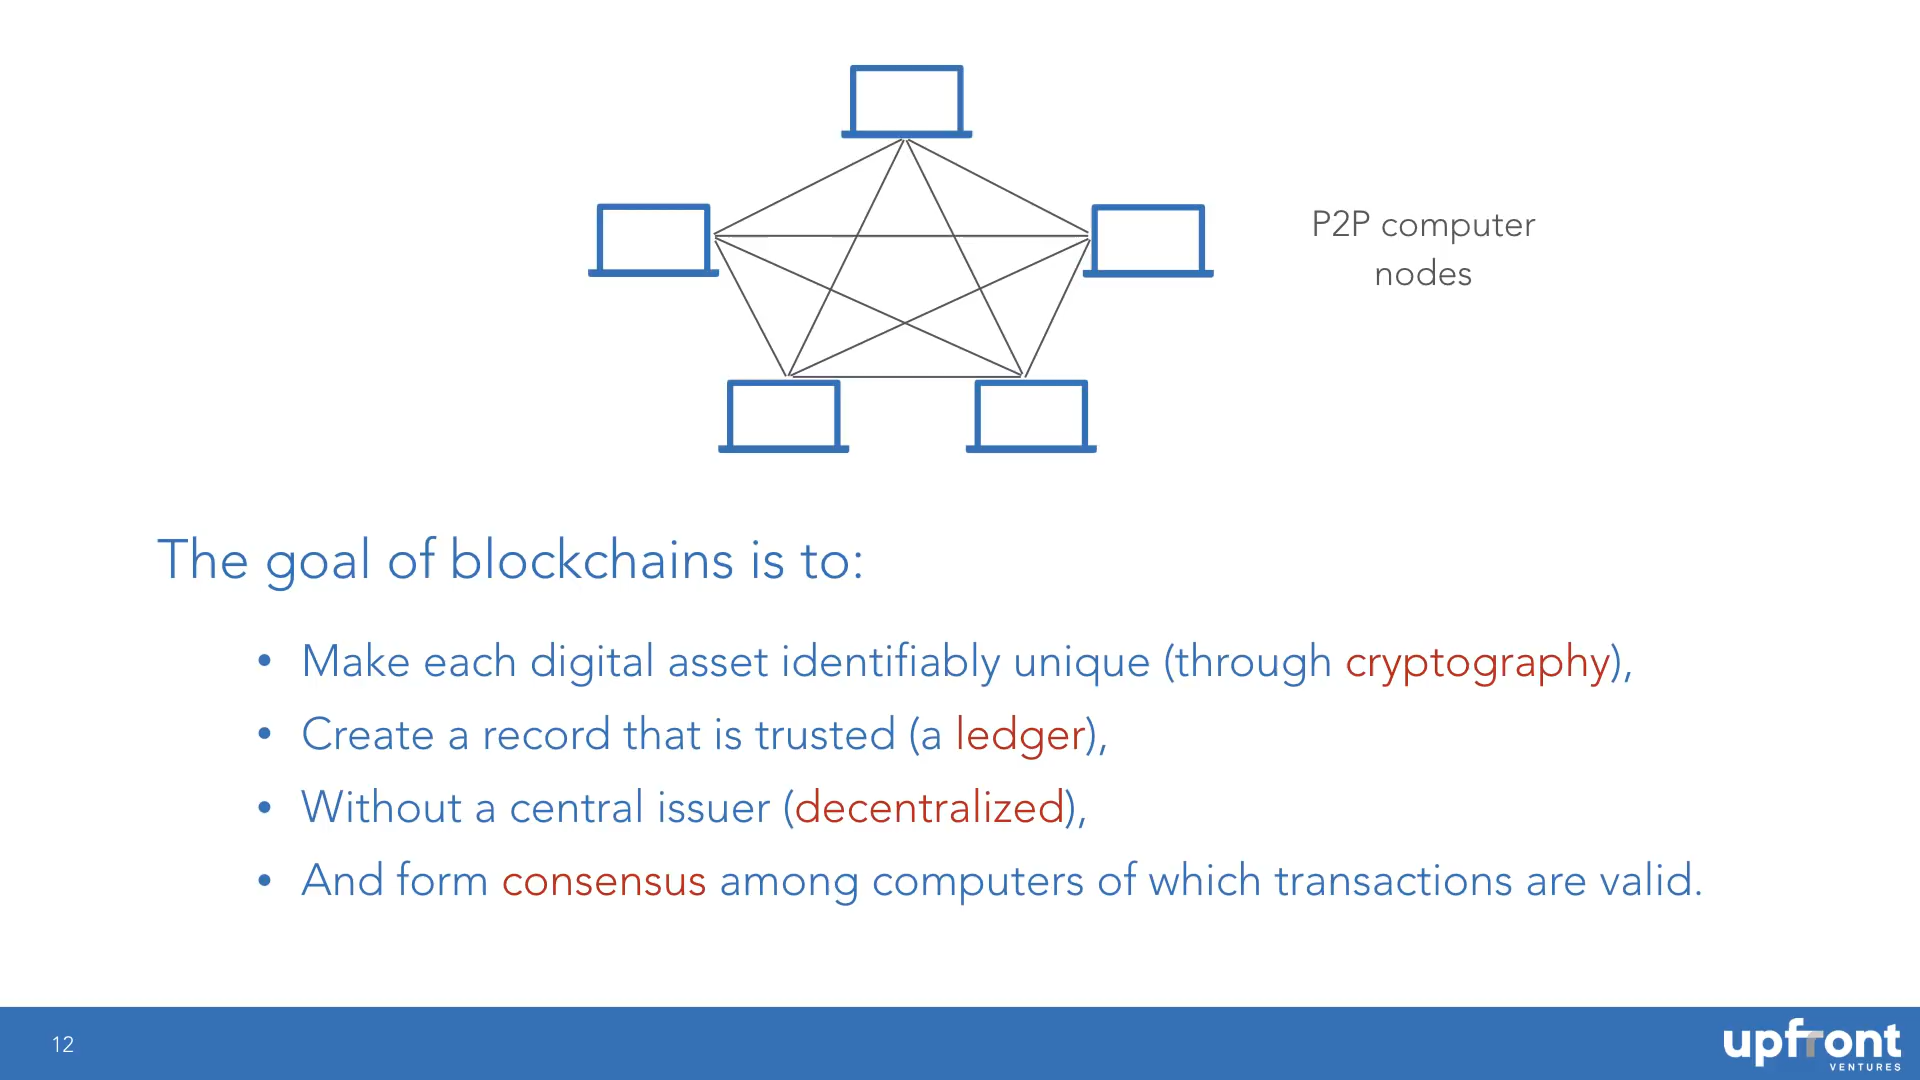 P2P computer
nodes
The goal of blockchains is to:
• Make each digital asset identifiably unique (through cryptography),
• Create a record that is trusted (a ledger),
• Without a central issuer (decentralized),
• And form consensus among computers of which transactions are valid.
12
upfront
VENTURES